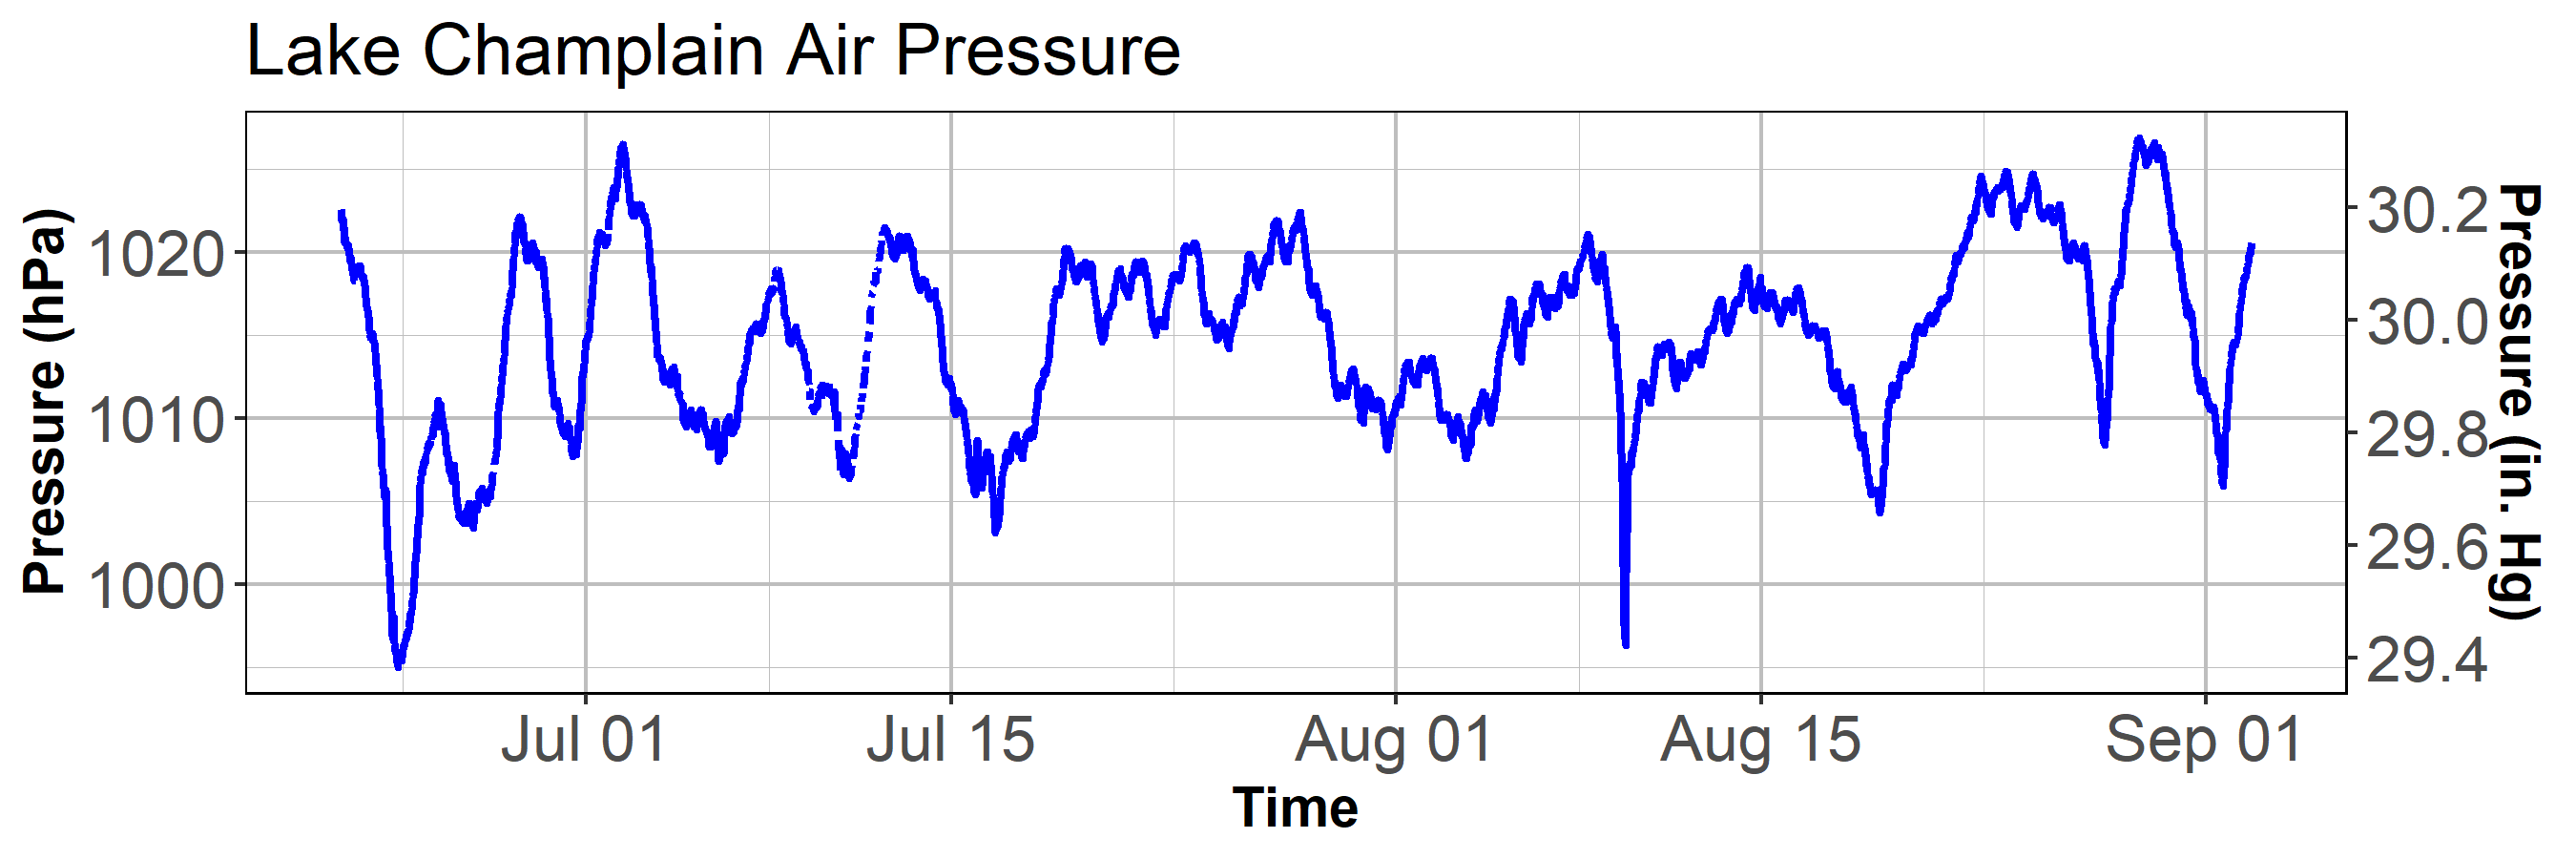 Lake Champlain Air Pressure
Pressure (hPa)
1020
1010
1000
30.2
30.0
29.8
29.6
29.4
Pressure (in. Hg)
Jul 01
Jul 15
Aug 01
Aug 15
Sep 01
Time